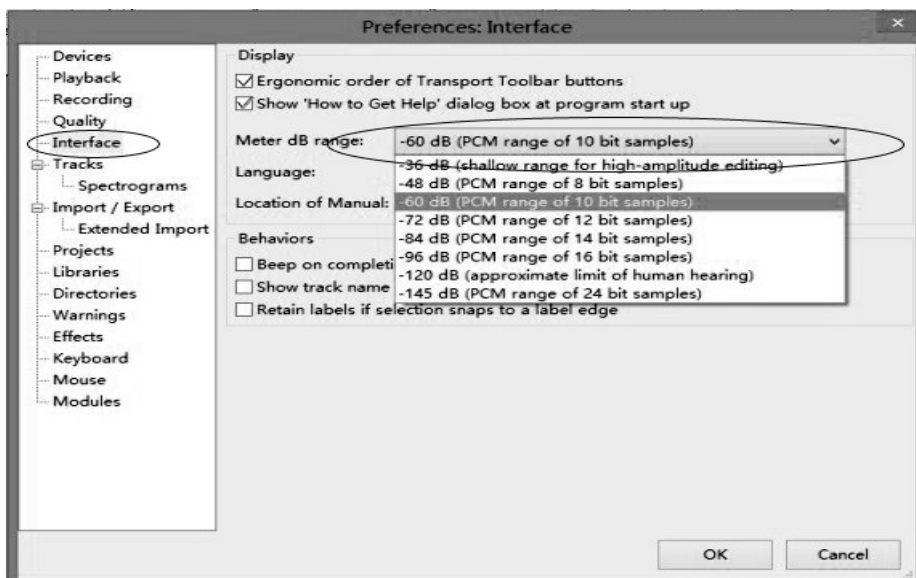 Preferences: Interface
Devices
Playback
Recording
Quality
Interface
Tracks
Spectrograms
Import / Export
Extended Import
Projects
Libraries
Directories
Warnings
Effects
Keyboard
Mouse
Modules
Display
Ergonomic order of Transport Toolbar buttons
Show 'How to Get Help' dialog box at program start up
Meter dB range: -60 dB (PCM range of 10 bit samples)
-36 dB (shallow range for high-amplitude editing)
Language:
-48 dB (PCM range of 8 bit samples)
Location of Manual: -60 dB (PCM range of 10 bit samples)
-72 dB (PCM range of 12 bit samples)
-84 dB (PCM range of 14 bit samples)
-96 dB (PCM range of 16 bit samples)
-120 dB (approximate limit of human hearing)
-145 dB (PCM range of 24 bit samples)
Behaviors
Beep on completi
Show track name
Retain labels if selection snaps to a label edge
OK
Cancel